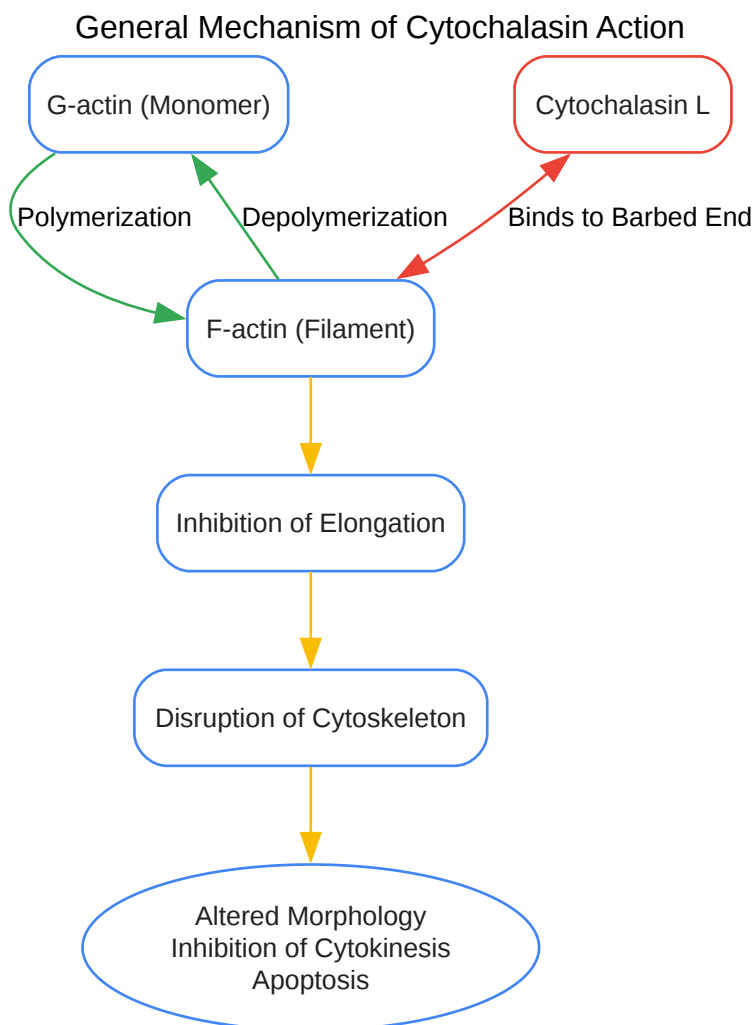 General Mechanism of Cytochalasin Action
G-actin (Monomer)
Cytochalasin L
Polymerization
Depolymerization
Binds to Barbed End
F-actin (Filament)
Inhibition of Elongation
Disruption of Cytoskeleton
Altered Morphology
Inhibition of Cytokinesis
Apoptosis